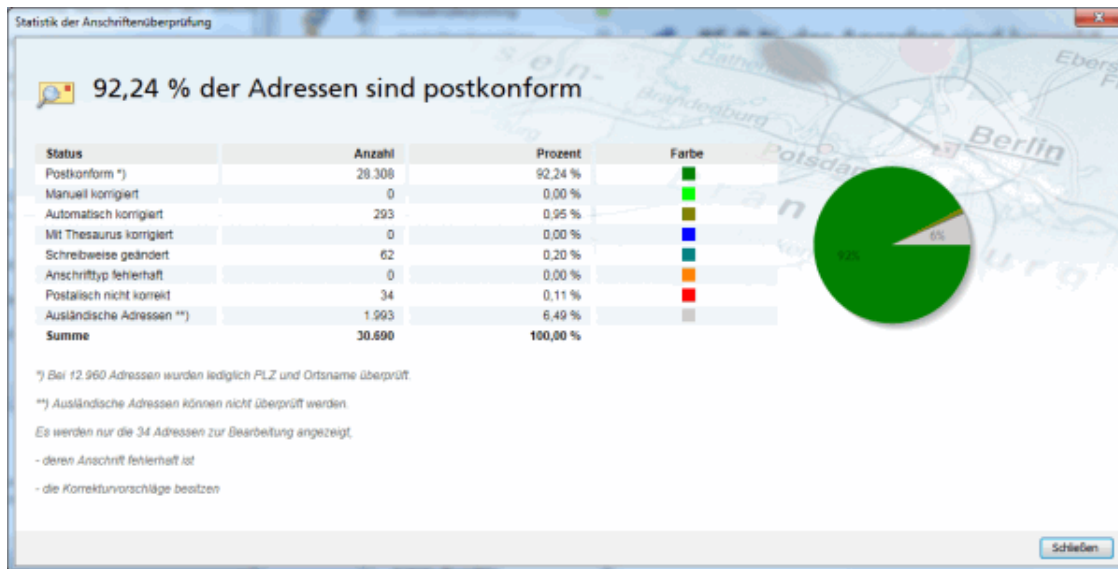 Statistik der Anschriftenüberprüfung
92,24 % der Adressen sind postkonform
Status Anzahl Prozent Farbe
Postkonform *) 28.308 92,24 %
Manuell korrigiert 0 0,00 %
Automatisch korrigiert 293 0,95 %
Mit Thesaurus korrigiert 0 0,00 %
Schreibweise geändert 62 0,20 %
Anschrifttyp fehlerhaft 0 0,00 %
Postalisch nicht korrekt 34 0,11 %
Ausländische Adressen **) 1.993 6,49 %
Summe 30.690 100,00 %
92%
6%
Brandenburg
Potsdam
Berlin
*) Bei 12.960 Adressen wurden lediglich PLZ und Ortsname überprüft.
**) Ausländische Adressen können nicht überprüft werden.
Es werden nur die 34 Adressen zur Bearbeitung angezeigt,
- deren Anschrift fehlerhaft ist
- die Korrekturvorschläge besitzen
Schließen